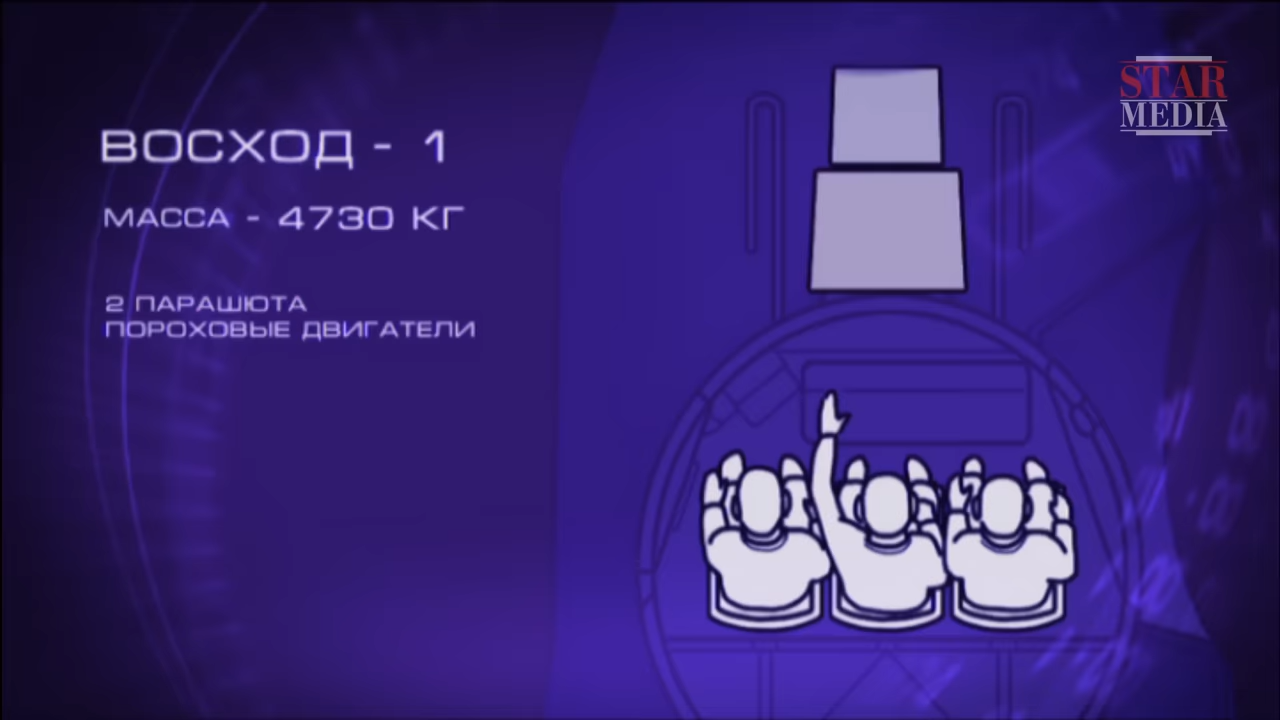 ВОСХОД - 1
МАССА - 4730 КГ
2 ПАРАШЮТА
ПОРОХОВЫЕ ДВИГАТЕЛИ
STAR
MEDIA